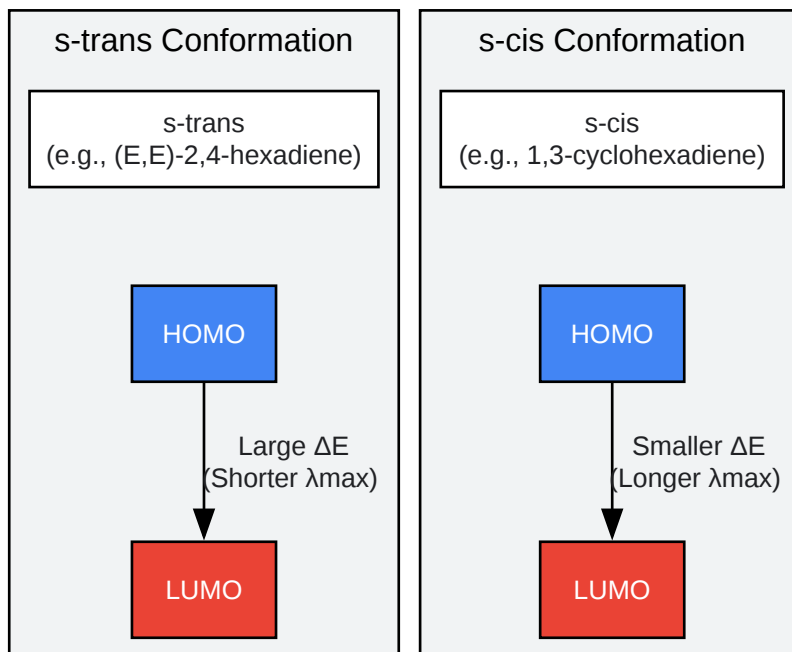 s-trans Conformation
s-trans
(e.g., (E,E)-2,4-hexadiene)
HOMO
Large ΔE
(Shorter λmax)
LUMO
s-cis Conformation
s-cis
(e.g., 1,3-cyclohexadiene)
HOMO
Smaller ΔE
(Longer λmax)
LUMO